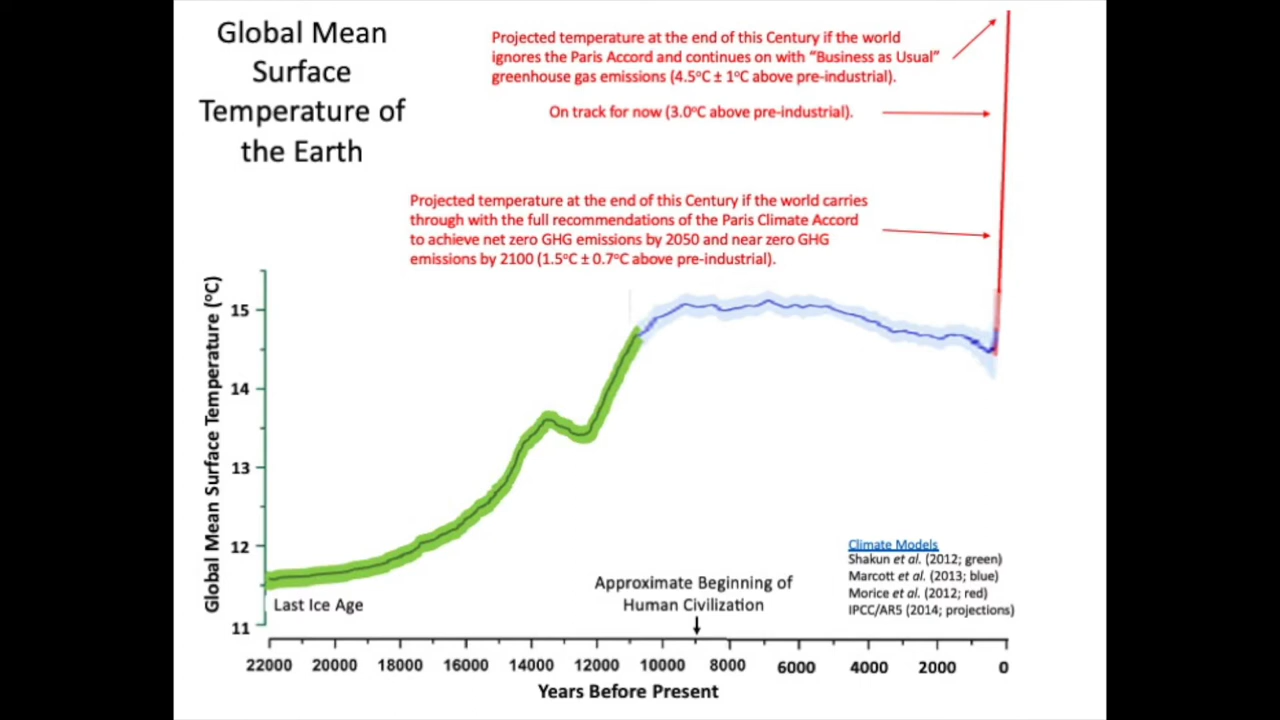 Global Mean
Surface
Temperature of
the Earth
Projected temperature at the end of this Century if the world
ignores the Paris Accord and continues on with “Business as Usual”
greenhouse gas emissions (4.5ºC ± 1ºC above pre-industrial).
On track for now (3.0ºC above pre-industrial).
Projected temperature at the end of this Century if the world carries
through with the full recommendations of the Paris Climate Accord
to achieve net zero GHG emissions by 2050 and near zero GHG
emissions by 2100 (1.5ºC ± 0.7ºC above pre-industrial).
Global Mean Surface Temperature (ºC)
15
14
13
12
11
Last Ice Age
Approximate Beginning of
Human Civilization
Climate Models
Shakun et al. (2012; green)
Marcott et al. (2013; blue)
Morice et al. (2012; red)
IPCC/AR5 (2014; projections)
22000 20000 18000 16000 14000 12000 10000 8000 6000 4000 2000 0
Years Before Present